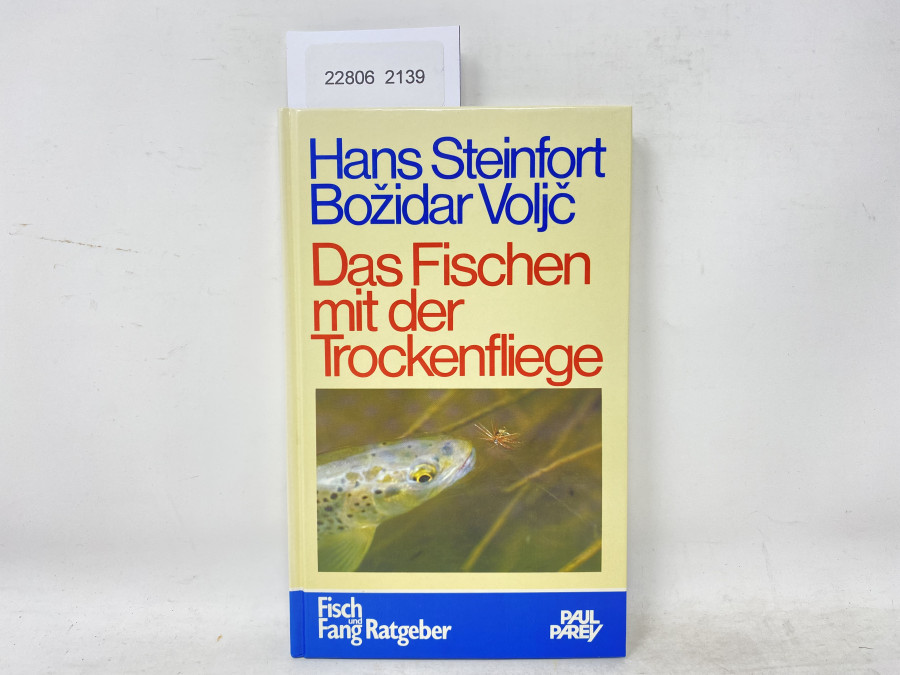 22806 2139
Hans Steinfort
Božidar Voljč
Das Fischen
mit der
Trockenfliege
Fisch
und
Fang Ratgeber
PAUL
PAREY